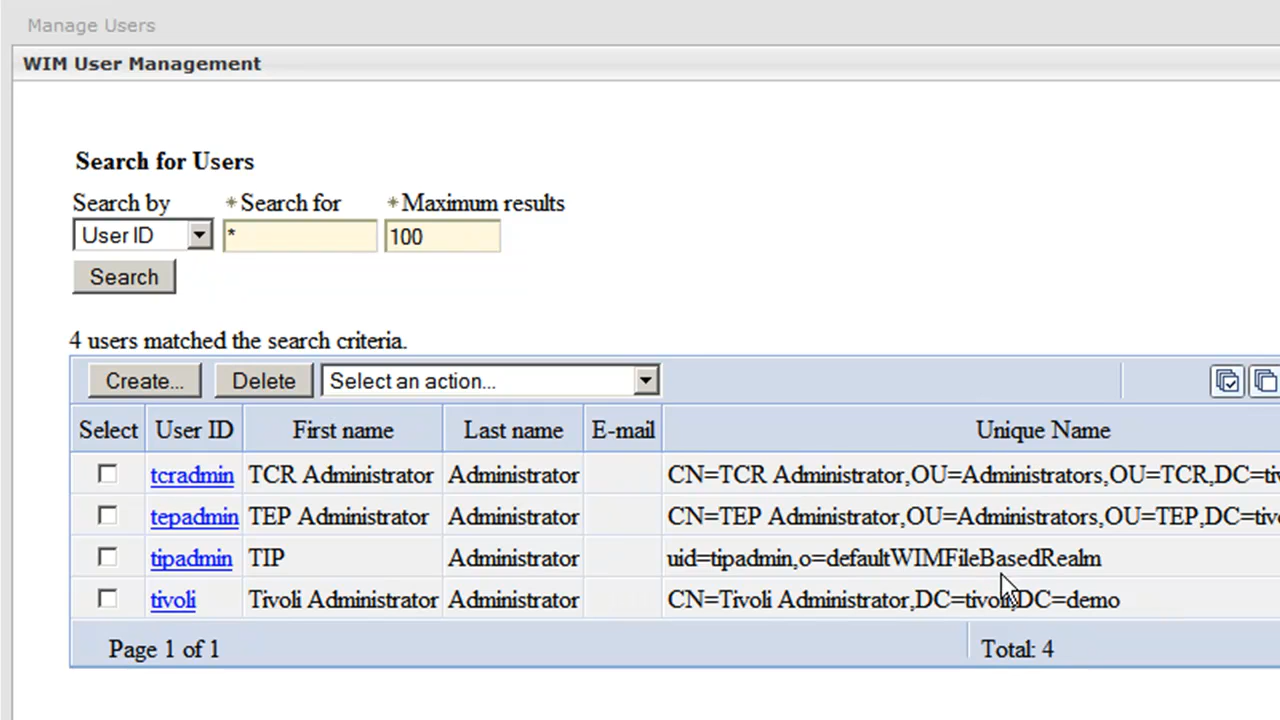 Manage Users
WIM User Management
Search for Users
Search by *Search for *Maximum results
User ID * 100
Search
4 users matched the search criteria.
Create... Delete Select an action...
Select User ID First name Last name E-mail Unique Name
tcradmin TCR Administrator Administrator CN=TCR Administrator,OU=Administrators,OU=TCR,DC=tiv
tepadmin TEP Administrator Administrator CN=TEP Administrator,OU=Administrators,OU=TEP,DC=tivo
tipadmin TIP Administrator uid=tipadmin,o=defaultWIMFileBasedRealm
tivoli Tivoli Administrator Administrator CN=Tivoli Administrator,DC=tivoli,DC=demo
Page 1 of 1 Total: 4